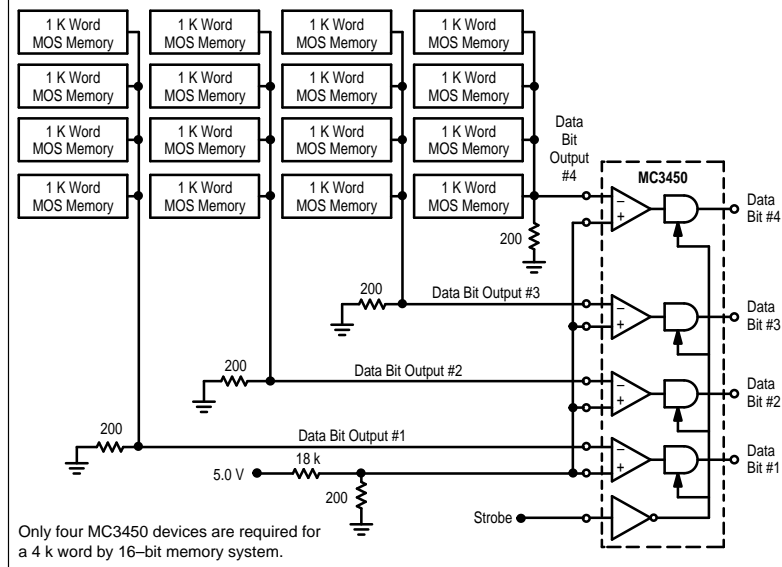 1 K Word 1 K Word 1 K Word 1 K Word
MOS Memory MOS Memory MOS Memory MOS Memory
1 K Word 1 K Word 1 K Word 1 K Word
MOS Memory MOS Memory MOS Memory MOS Memory
1 K Word 1 K Word 1 K Word 1 K Word
MOS Memory MOS Memory MOS Memory MOS Memory
1 K Word 1 K Word 1 K Word 1 K Word
MOS Memory MOS Memory MOS Memory MOS Memory
Data
Bit
Output
#4
MC3450
– +
Data
Bit #4
200
200
Data Bit Output #3
– +
Data
Bit #3
200
Data Bit Output #2
– +
Data
Bit #2
200
Data Bit Output #1
– +
Data
Bit #1
5.0 V
18 k
200
Strobe
Only four MC3450 devices are required for
a 4 k word by 16–bit memory system.